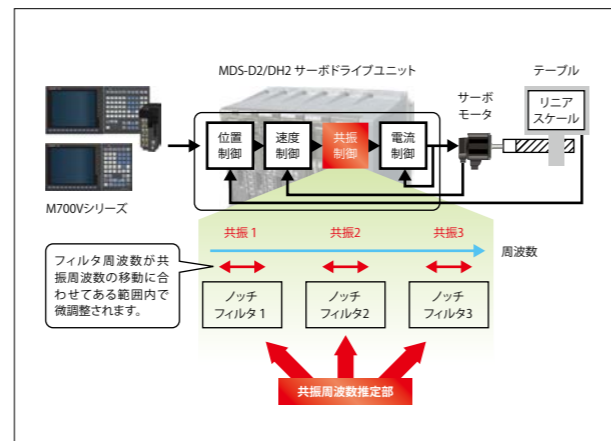 MDS-D2/DH2 サーボドライブユニット
テーブル
サーボ
モータ
リニア
スケール
位置
制御
速度
制御
共振
制御
電流
制御
M700Vシリーズ
共振1
共振2
共振3
周波数
フィルタ周波数が共
振周波数の移動に合
わせてある範囲内で
微調整されます。
ノッチ
フィルタ1
ノッチ
フィルタ2
ノッチ
フィルタ3
共振周波数推定部